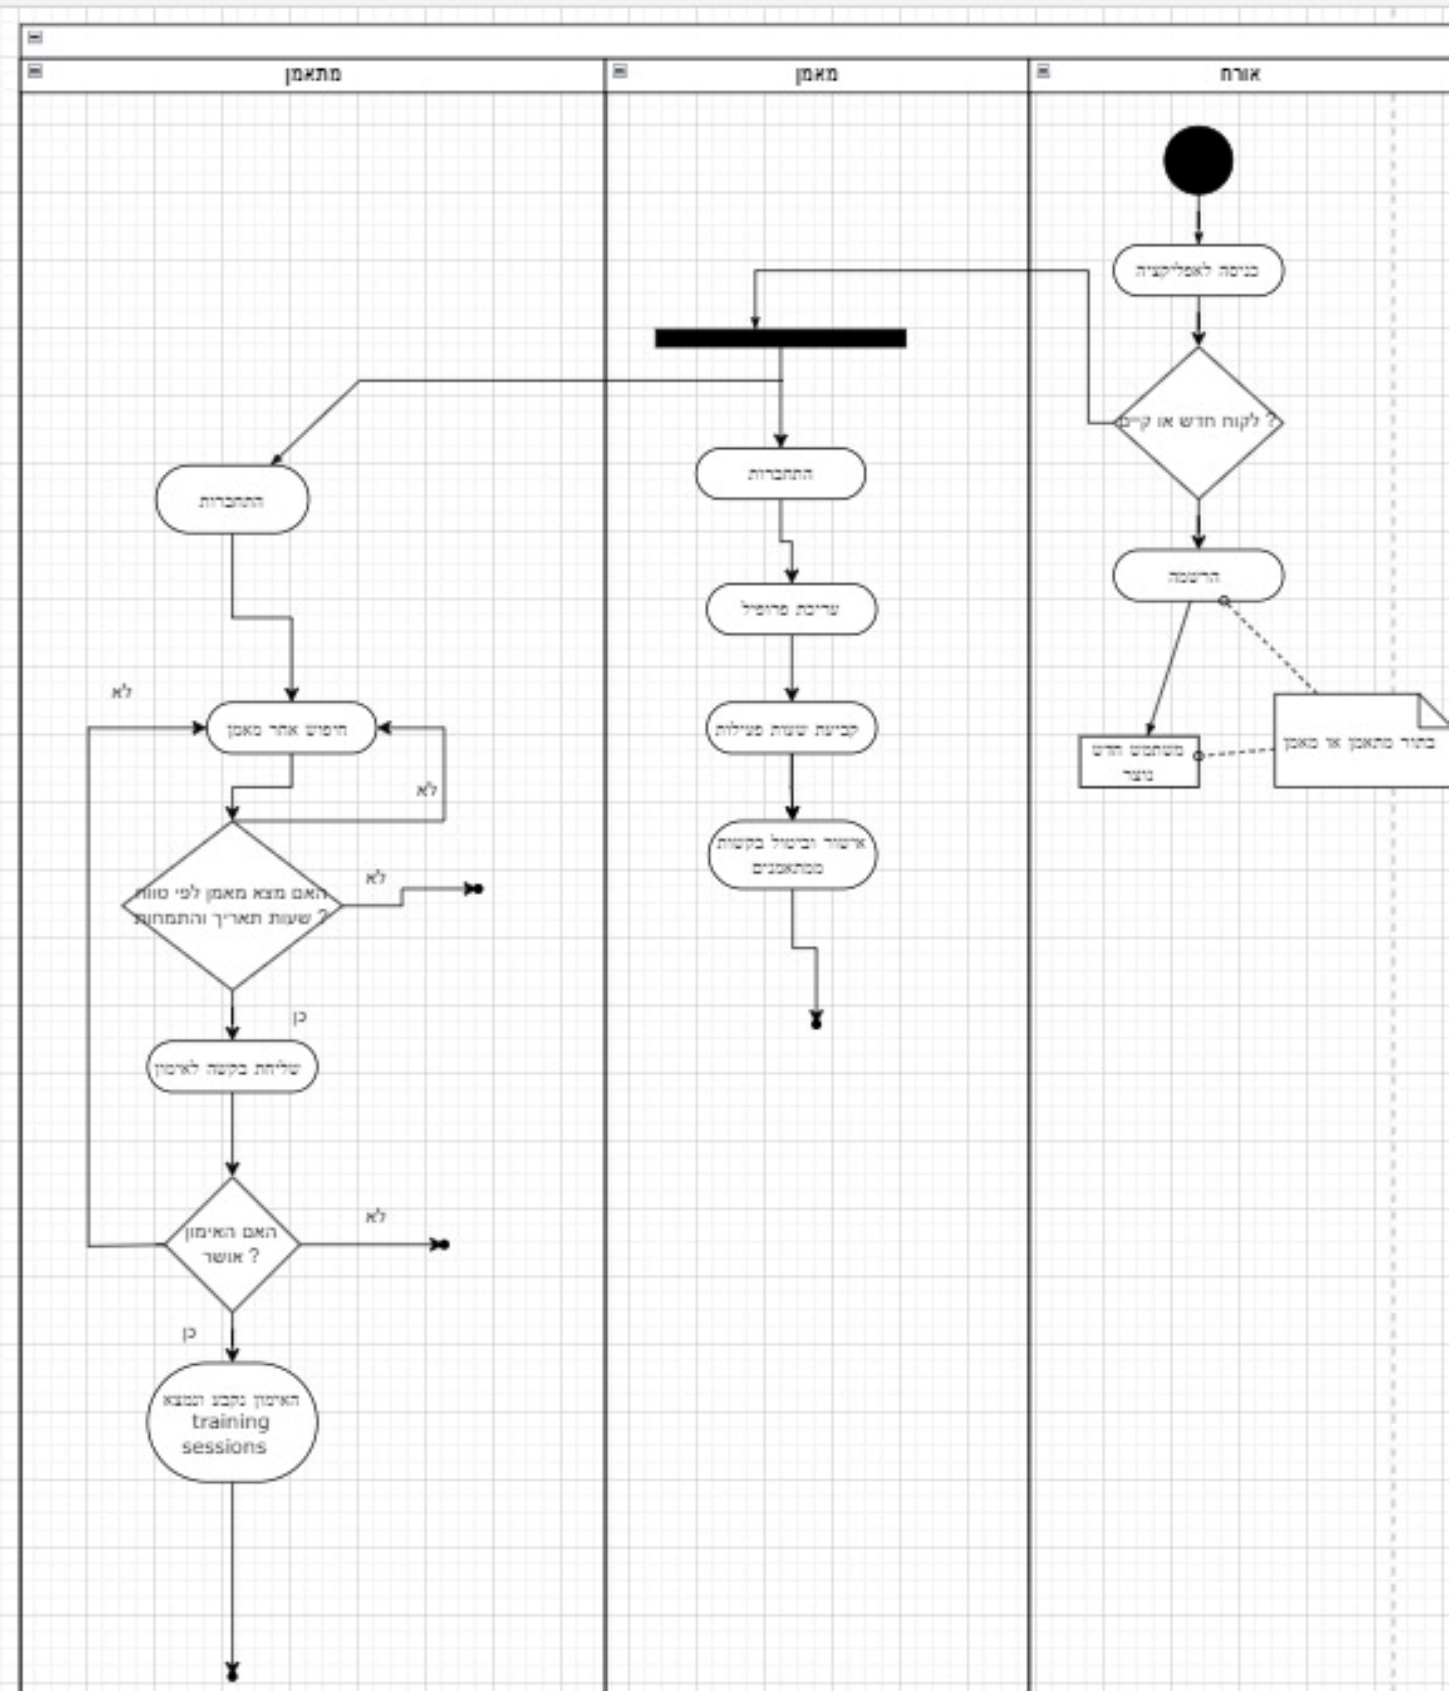 אורח
מאמן
מתאמן
כניסה לאפליקציה
לקוח חדש או קיים ?
הרשמה
משתמש חדש
נוצר
בתור מתאמן או מאמן
התחברות
עריכת פרופיל
קביעת שעות פעילות
אישור וביטול בקשות
ממתאמנים
התחברות
לא
חיפוש אחר מאמן
לא
האם מצא מאמן לפי טווח
שעות תאריך והתמחות ?
לא
כן
שליחת בקשה לאימון
האם האימון
אושר ?
לא
כן
האימון נקבע ונמצא
training
sessions